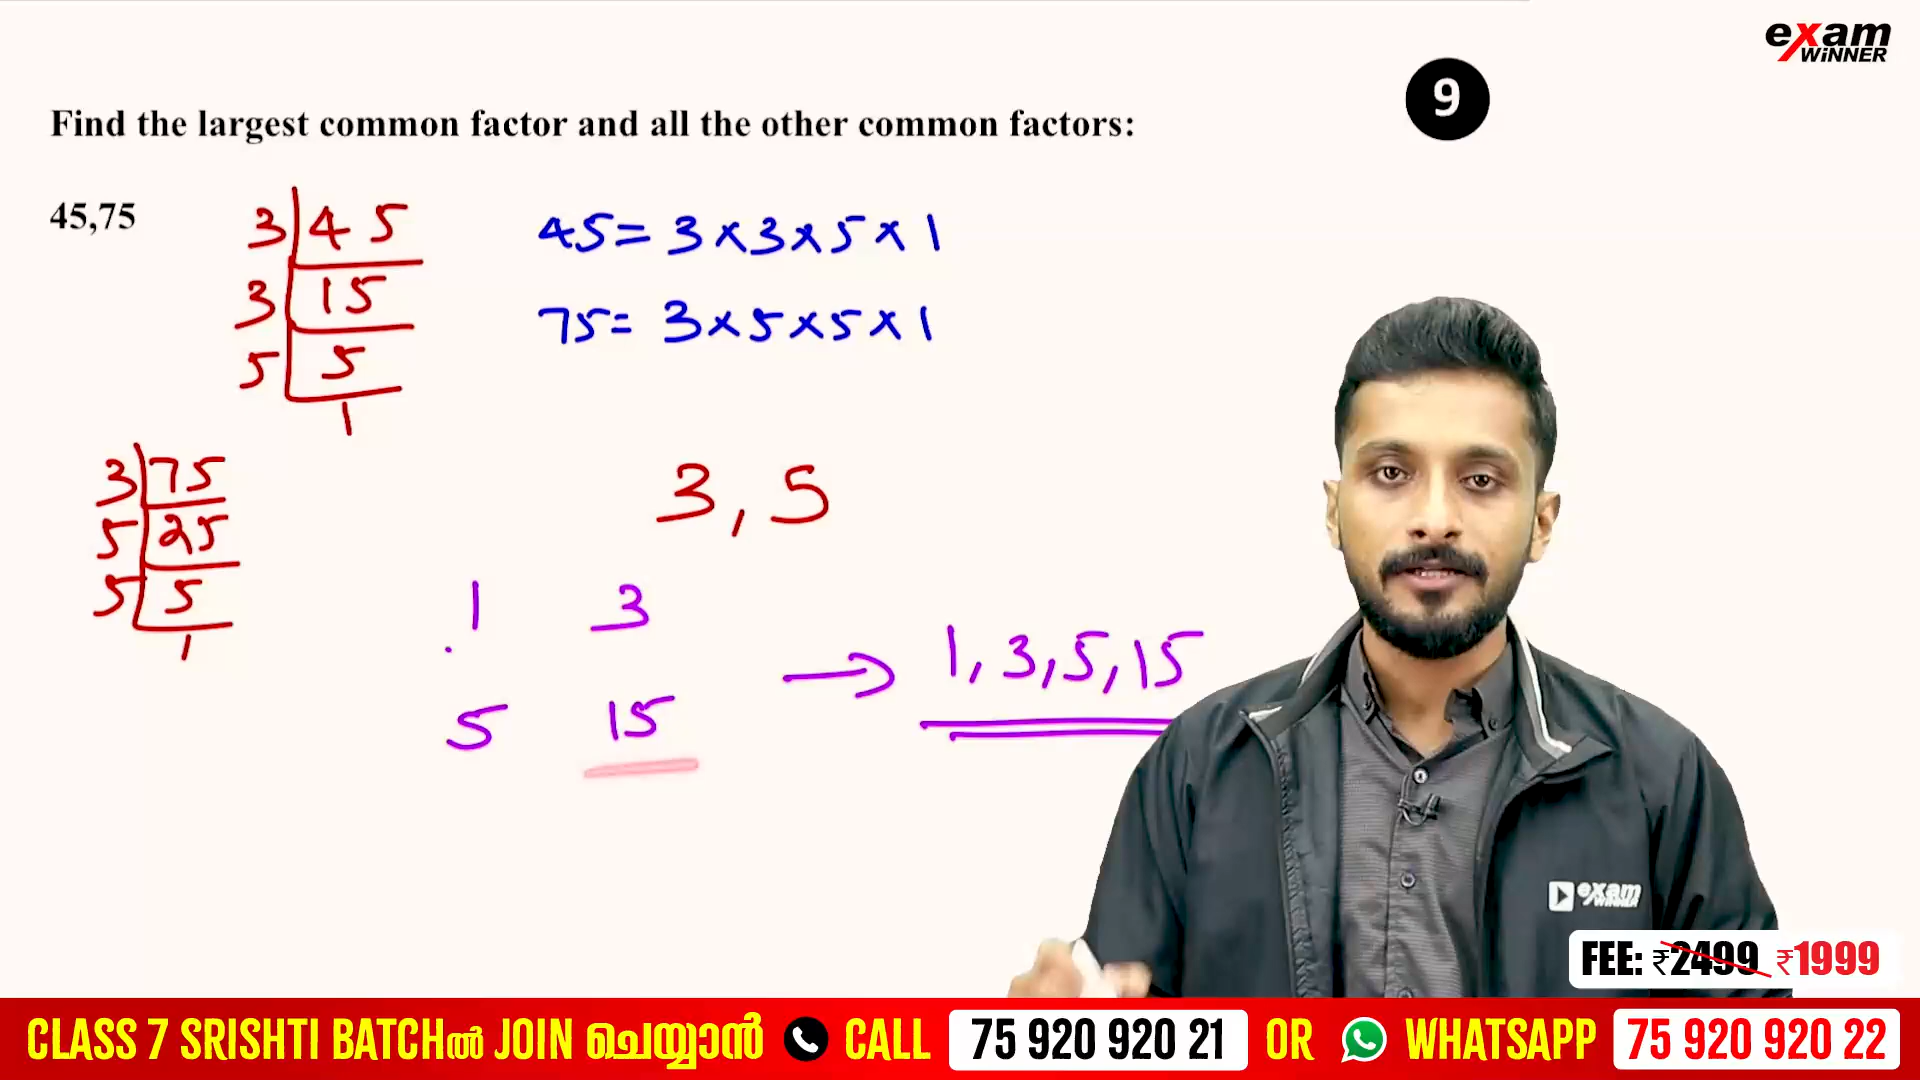 exam
WiNNER
9
Find the largest common factor and all the other common factors:
45,75
3 45
3 15
5 5
1
45= 3×3×5×1
75= 3×5×5×1
3 75
5 25
5 5
1
3, 5
1 3
5 15
→ 1, 3, 5, 15
exam
WiNNER
FEE: ₹2499 ₹1999
CLASS 7 SRISHTI BATCHൽ JOIN ചെയ്യാൻ CALL 75 920 920 21 OR WHATSAPP 75 920 920 22